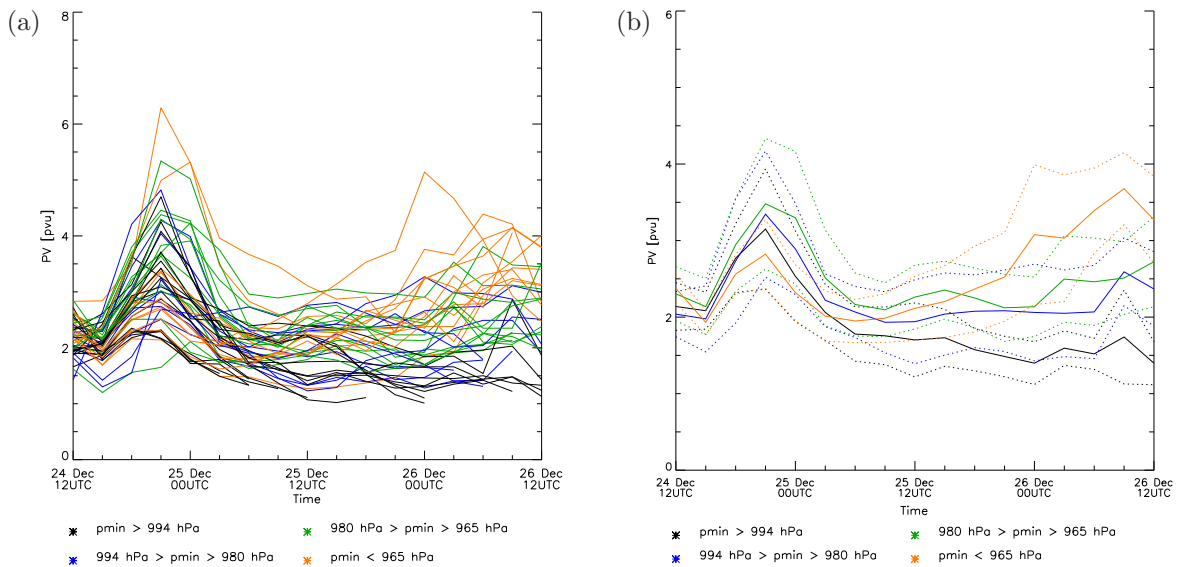 (a)
8
6
4
2
0
PV [pvu]
24 Dec 25 Dec 25 Dec 26 Dec 26 Dec
12UTC 00UTC 12UTC 00UTC 12UTC
Time
pmin > 994 hPa 980 hPa > pmin > 965 hPa
994 hPa > pmin > 980 hPa pmin < 965 hPa
(b)
6
4
2
0
PV [pvu]
24 Dec 25 Dec 25 Dec 26 Dec 26 Dec
12UTC 00UTC 12UTC 00UTC 12UTC
Time
pmin > 994 hPa 980 hPa > pmin > 965 hPa
994 hPa > pmin > 980 hPa pmin < 965 hPa